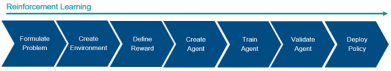 Reinforcement Learning
Formulate
Problem
Create
Environment
Define
Reward
Create
Agent
Train
Agent
Validate
Agent
Deploy
Policy